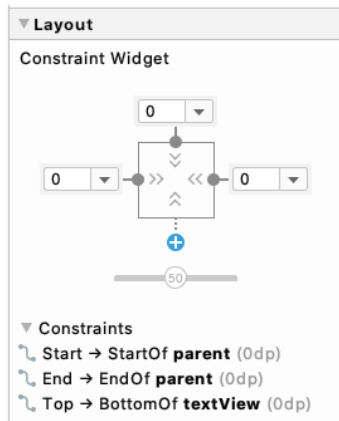 Layout
Constraint Widget
0
0
0
50
Constraints
Start → StartOf parent (0dp)
End → EndOf parent (0dp)
Top → BottomOf textView (0dp)